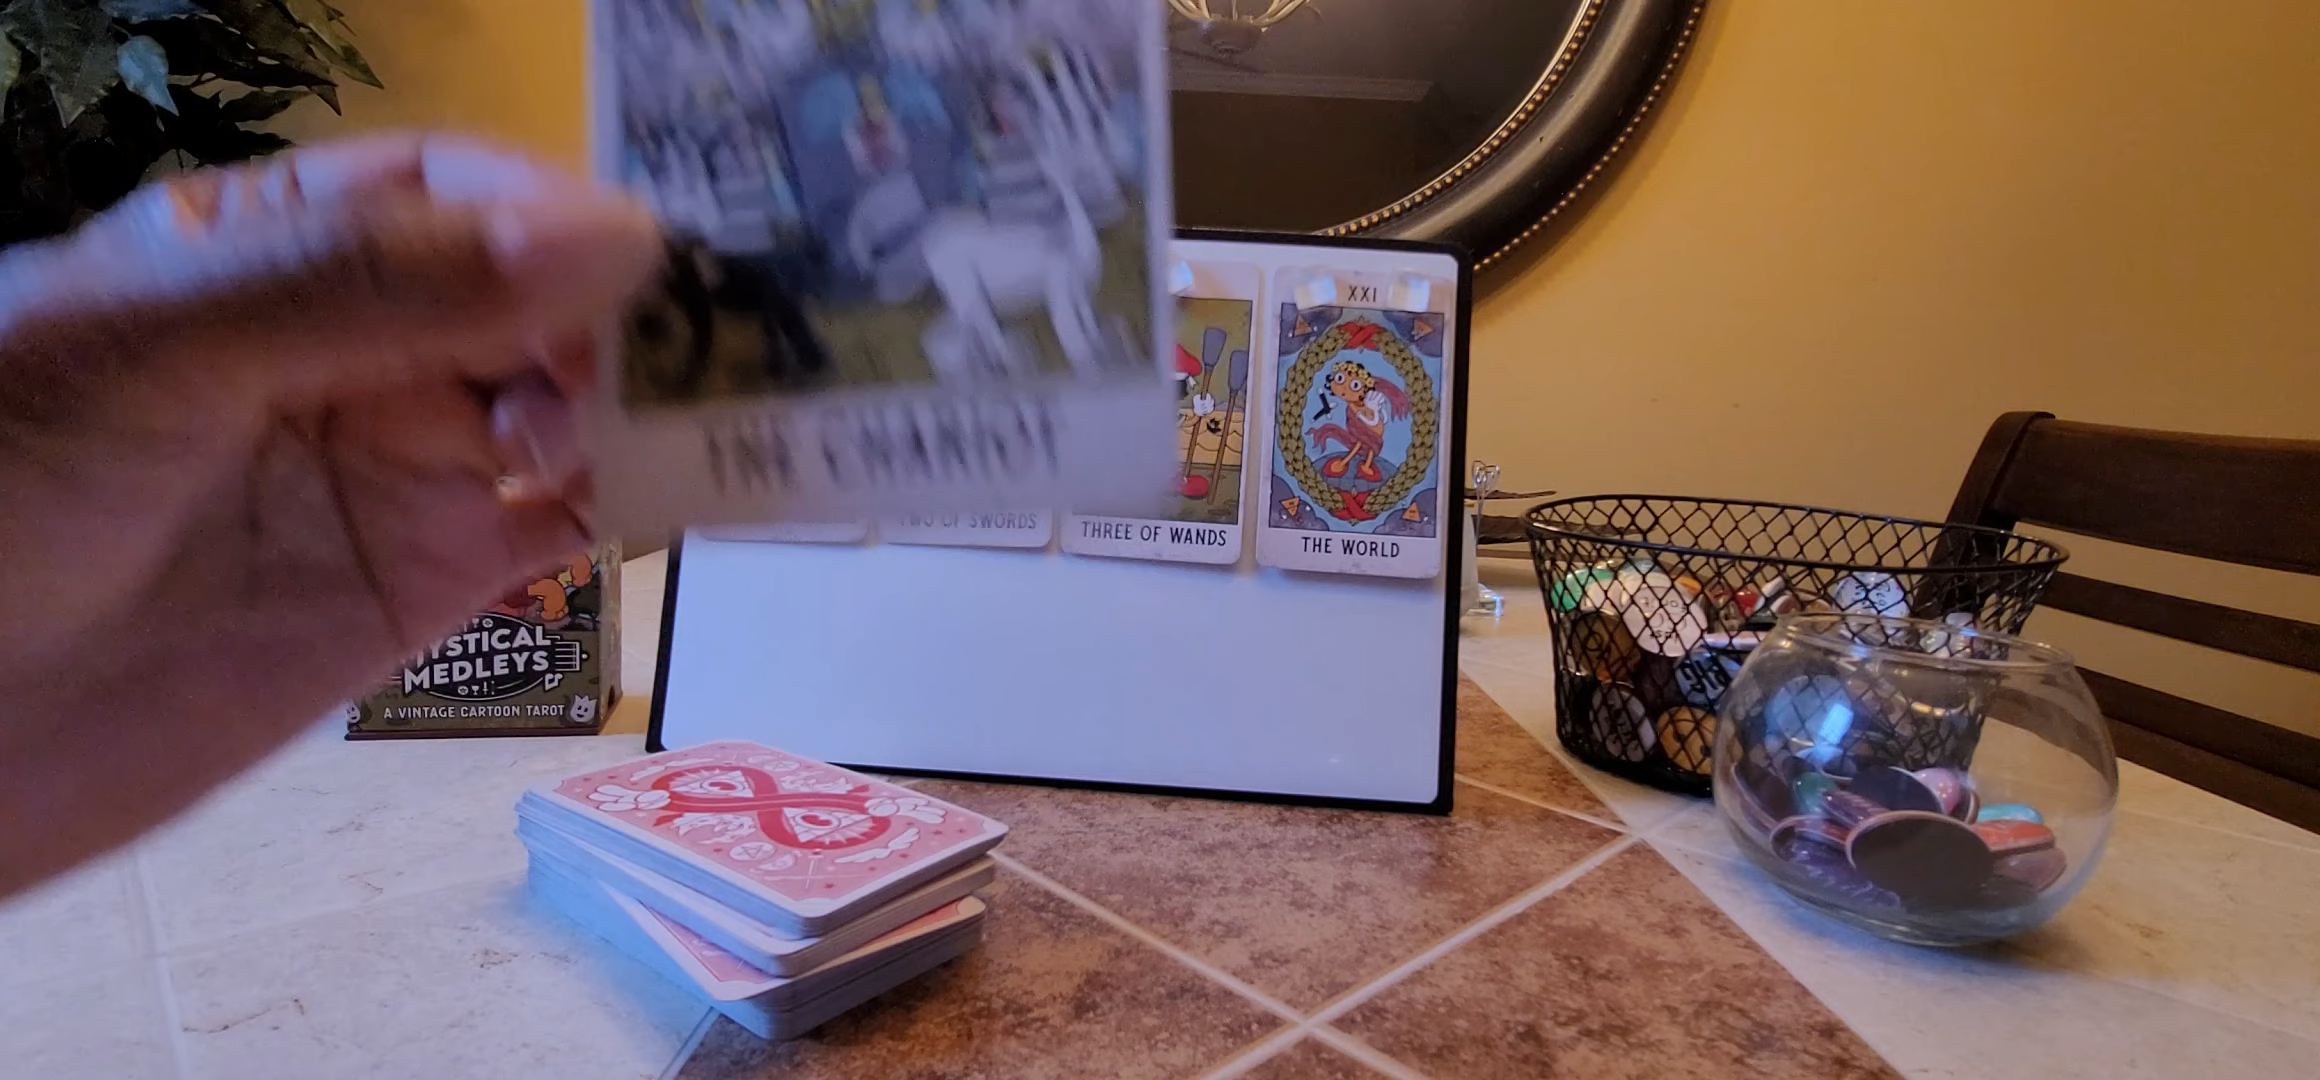 THE CHARIOT
XXI
TWO OF SWORDS
THREE OF WANDS
THE WORLD
MYSTICAL
MEDLEYS
A VINTAGE CARTOON TAROT